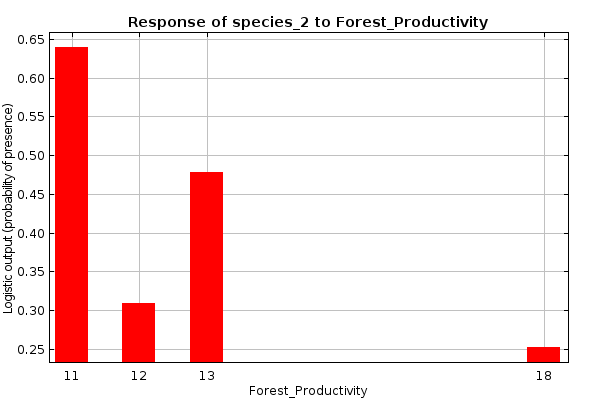 Response of species_2 to Forest_Productivity
Logistic output (probability of presence)
0.65
0.60
0.55
0.50
0.45
0.40
0.35
0.30
0.25
11 12 13 18
Forest_Productivity